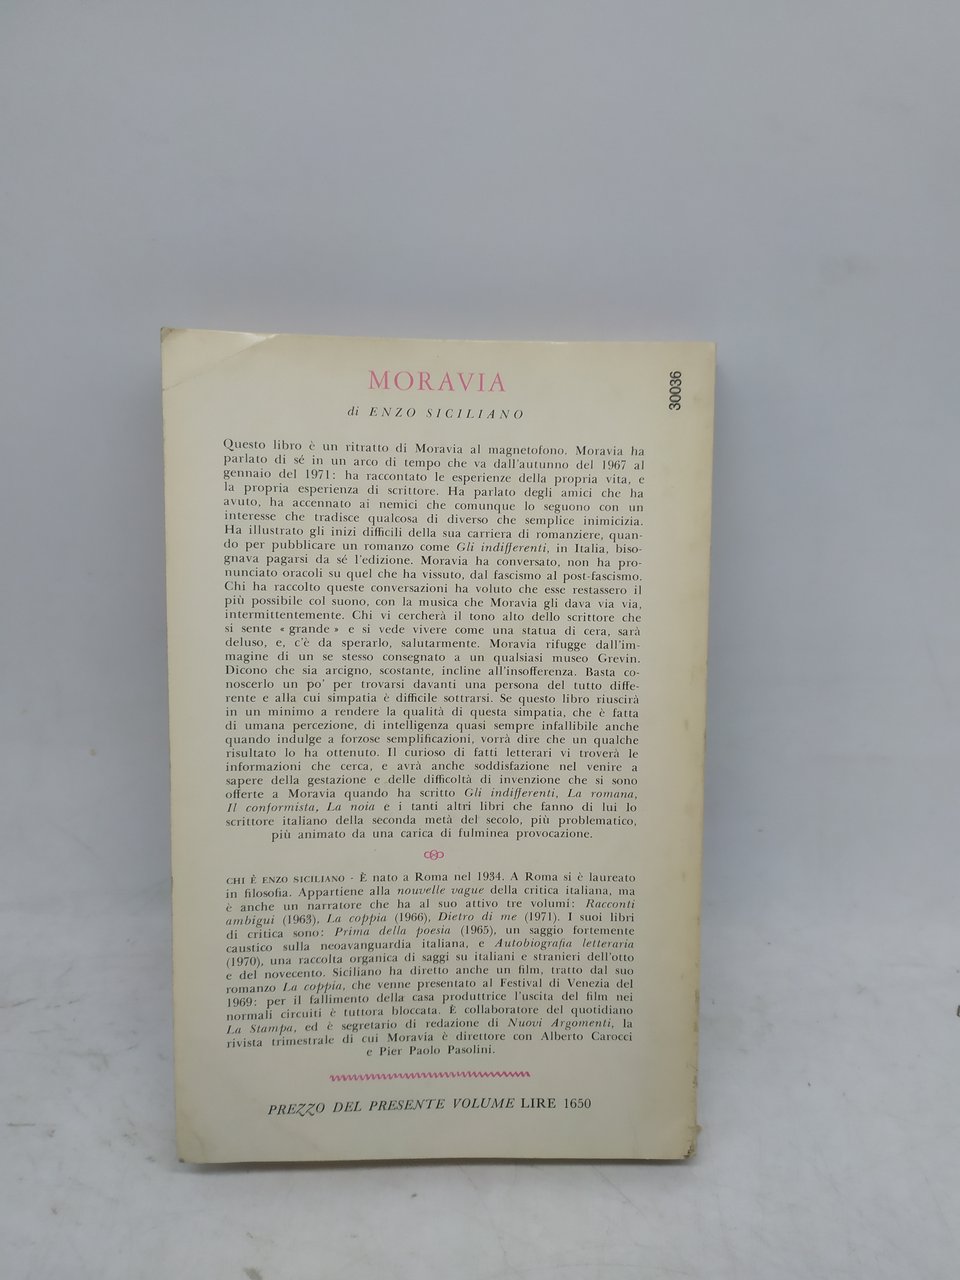 MORAVIA
30036
di ENZO SICILIANO
Questo libro è un ritratto di Moravia al magnetofono. Moravia ha
parlato di sé in un arco di tempo che va dall'autunno del 1967 al
gennaio del 1971: ha raccontato le esperienze della propria vita, e
la propria esperienza di scrittore. Ha parlato degli amici che ha
avuto, ha accennato ai nemici che comunque lo seguono con un
interesse che tradisce qualcosa di diverso che semplice inimicizia.
Ha illustrato gli inizi difficili della sua carriera di romanziere, quan-
do per pubblicare un romanzo come Gli indifferenti, in Italia, biso-
gnava pagarsi da sé l'edizione. Moravia ha conversato, non ha pro-
nunciato oracoli su quel che ha vissuto, dal fascismo al post-fascismo.
Chi ha raccolto queste conversazioni ha voluto che esse restassero il
più possibile col suono, con la musica che Moravia gli dava via via,
intermittentemente. Chi vi cercherà il tono alto dello scrittore che
si sente « grande » e si vede vivere come una statua di cera, sarà
deluso, e, c'è da sperarlo, salutarmente. Moravia rifugge dall'im-
magine di un se stesso consegnato a un qualsiasi museo Grevin.
Dicono che sia arcigno, scostante, incline all'insofferenza. Basta co-
noscerlo un po' per trovarsi davanti una persona del tutto diffe-
rente e alla cui simpatia è difficile sottrarsi. Se questo libro riuscirà
in un minimo a rendere la qualità di questa simpatia, che è fatta
di umana percezione, di intelligenza quasi sempre infallibile anche
quando indulge a forzose semplificazioni, vorrà dire che un qualche
risultato lo ha ottenuto. Il curioso di fatti letterari vi troverà le
informazioni che cerca, e avrà anche soddisfazione nel venire a
sapere della gestazione e delle difficoltà di invenzione che si sono
offerte a Moravia quando ha scritto Gli indifferenti, La romana,
Il conformista, La noia e i tanti altri libri che fanno di lui lo
scrittore italiano della seconda metà del secolo, più problematico,
più animato da una carica di fulminea provocazione.
CHI È ENZO SICILIANO - È nato a Roma nel 1934. A Roma si è laureato
in filosofia. Appartiene alla nouvelle vague della critica italiana, ma
è anche un narratore che ha al suo attivo tre volumi: Racconti
ambigui (1963), La coppia (1966), Dietro di me (1971). I suoi libri
di critica sono: Prima della poesia (1965), un saggio fortemente
caustico sulla neoavanguardia italiana, e Autobiografia letteraria
(1970), una raccolta organica di saggi su italiani e stranieri dell'otto
e del novecento. Siciliano ha diretto anche un film, tratto dal suo
romanzo La coppia, che venne presentato al Festival di Venezia del
1969: per il fallimento della casa produttrice l'uscita del film nei
normali circuiti è tuttora bloccata. È collaboratore del quotidiano
La Stampa, ed è segretario di redazione di Nuovi Argomenti, la
rivista trimestrale di cui Moravia è direttore con Alberto Carocci
e Pier Paolo Pasolini.
PREZZO DEL PRESENTE VOLUME LIRE 1650